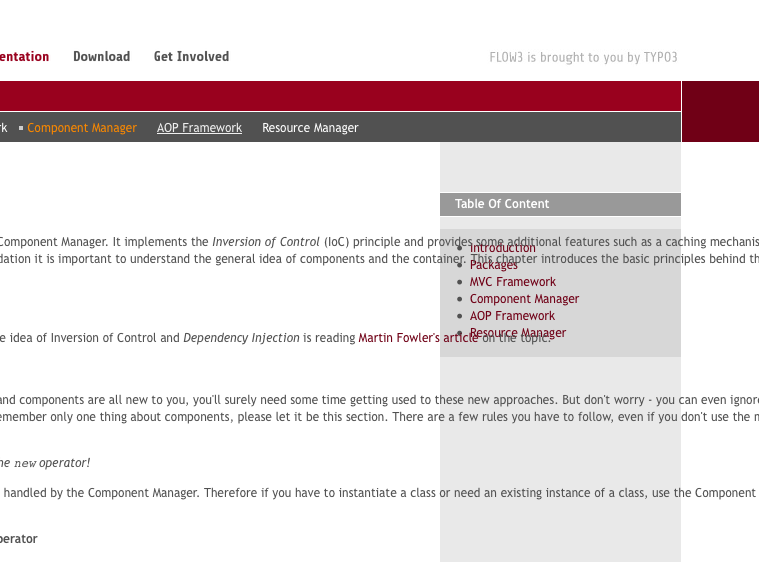 entation Download Get Involved FLOW3 is brought to you by TYPO3
rk Component Manager AOP Framework Resource Manager
Table Of Content
Component Manager. It implements the Inversion of Control (IoC) principle and provides some additional features such as a caching mechanis
Introduction
dation it is important to understand the general idea of components and the container. This chapter introduces the basic principles behind th
Packages
MVC Framework
Component Manager
AOP Framework
Resource Manager
e idea of Inversion of Control and Dependency Injection is reading Martin Fowler's article on the topic.
and components are all new to you, you'll surely need some time getting used to these new approaches. But don't worry - you can even ignore
emember only one thing about components, please let it be this section. There are a few rules you have to follow, even if you don't use the
he new operator!
handled by the Component Manager. Therefore if you have to instantiate a class or need an existing instance of a class, use the Component
perator